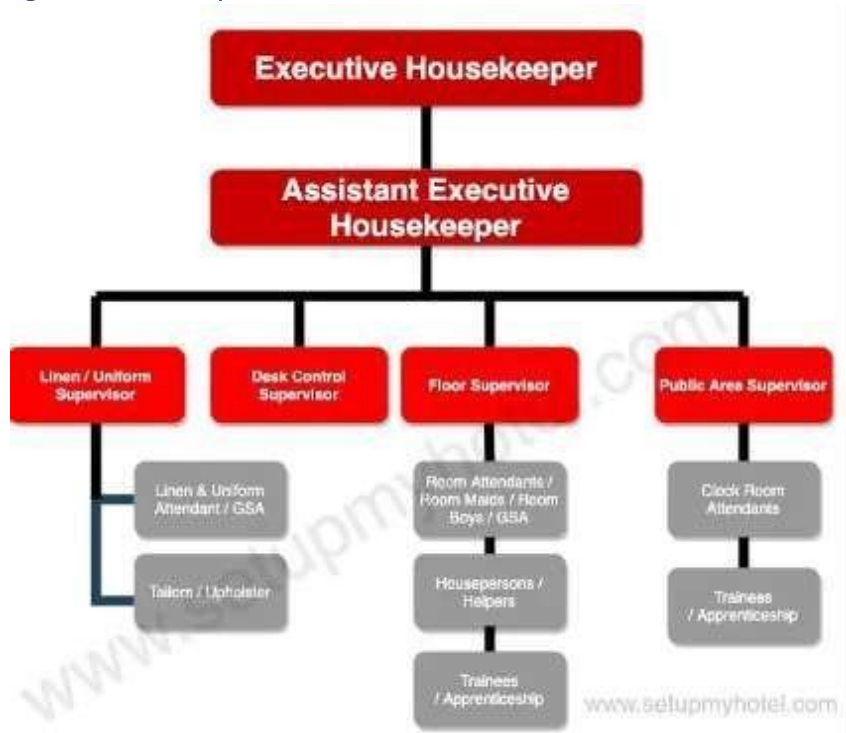 Executive Housekeeper
Assistant Executive
Housekeeper
Linen / Uniform
Supervisor
Desk Control
Supervisor
Floor Supervisor
Public Area Supervisor
Linen & Uniform
Attendant / GSA
Room Attendants /
Room Maids / Room
Boys / GSA
Clock Room
Attendants
Tailors / Upholster
Housepersons /
Helpers
Trainees
/ Apprenticeship
Trainees
/ Apprenticeship
www.setupmyhotel.com
www.setupmyhotel.com